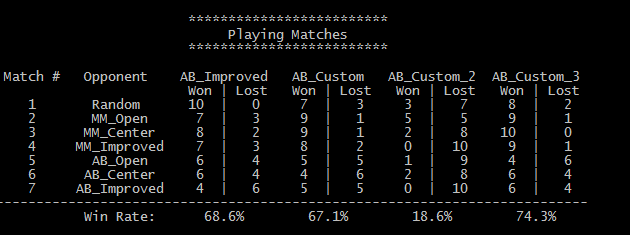 *************************
Playing Matches
*************************
Match # Opponent AB_Improved AB_Custom AB_Custom_2 AB_Custom_3
Won | Lost Won | Lost Won | Lost Won | Lost
1 Random 10 | 0 7 | 3 3 | 7 8 | 2
2 MM_Open 7 | 3 9 | 1 5 | 5 9 | 1
3 MM_Center 8 | 2 9 | 1 2 | 8 10 | 0
4 MM_Improved 7 | 3 8 | 2 0 | 10 9 | 1
5 AB_Open 6 | 4 5 | 5 1 | 9 4 | 6
6 AB_Center 6 | 4 4 | 6 2 | 8 6 | 4
7 AB_Improved 4 | 6 5 | 5 0 | 10 6 | 4
--------------------------------------------------------------------------
Win Rate: 68.6% 67.1% 18.6% 74.3%